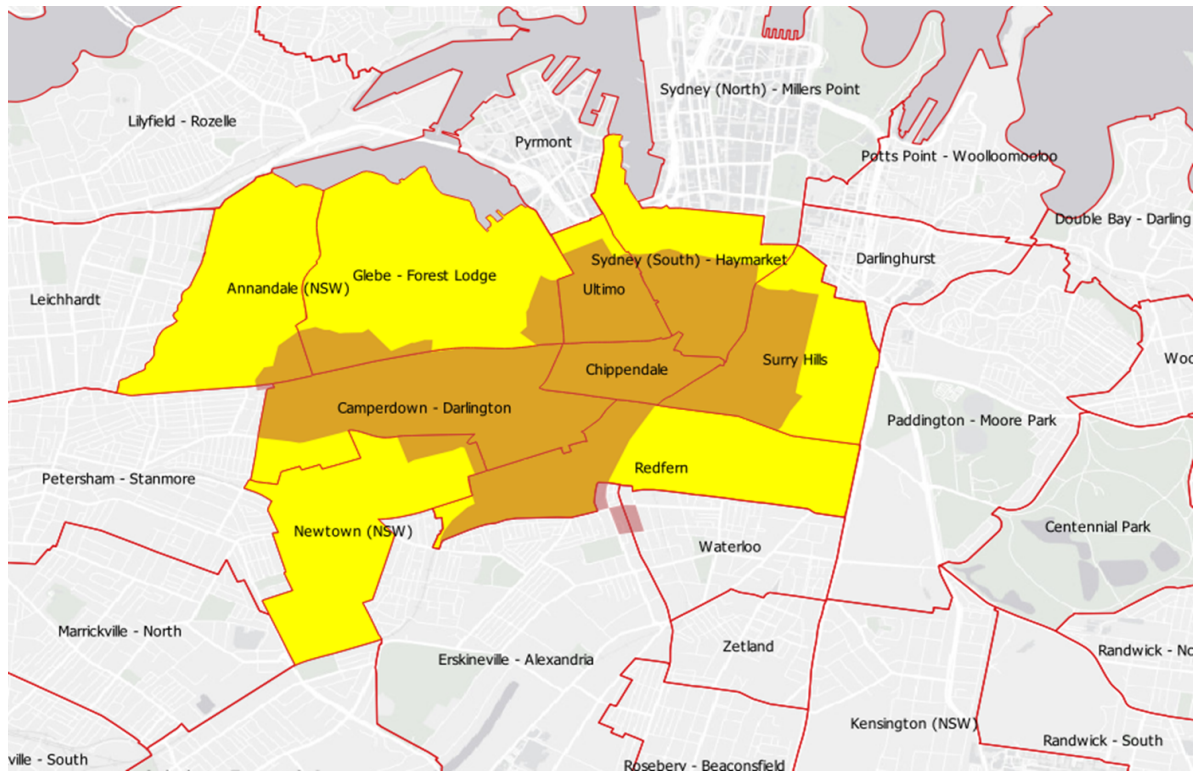 Sydney (North) - Millers Point
Lilyfield - Rozelle
Pyrmont
Potts Point - Woolloomooloo
Double Bay - Darling
Darlinghurst
Sydney (South) - Haymarket
Glebe - Forest Lodge
Annandale (NSW)
Ultimo
Leichhardt
Surry Hills
Woo
Chippendale
Camperdown - Darlington
Paddington - Moore Park
Redfern
Petersham - Stanmore
Centennial Park
Newtown (NSW)
Waterloo
Marrickville - North
Zetland
Randwick - No
Erskineville - Alexandria
Kensington (NSW)
Randwick - South
ville - South
Rosebery - Beaconsfield